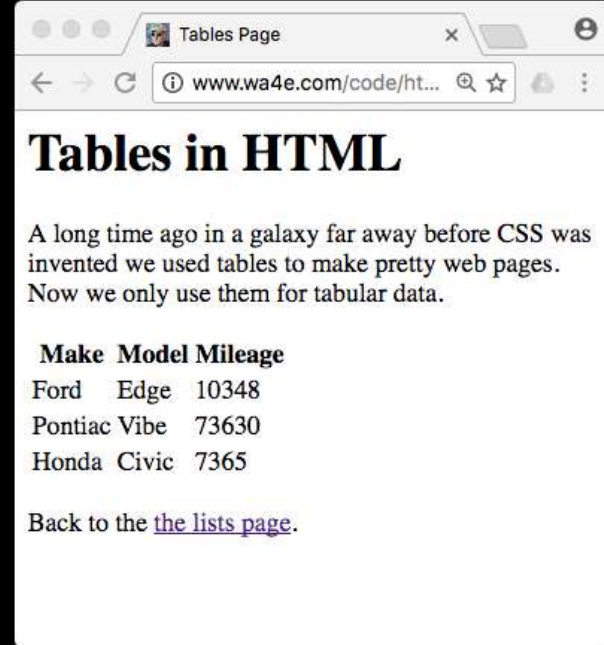 Tables Page
www.wa4e.com/code/ht...
Tables in HTML
A long time ago in a galaxy far away before CSS was
invented we used tables to make pretty web pages.
Now we only use them for tabular data.
Make Model Mileage
Ford Edge 10348
Pontiac Vibe 73630
Honda Civic 7365
Back to the the lists page.